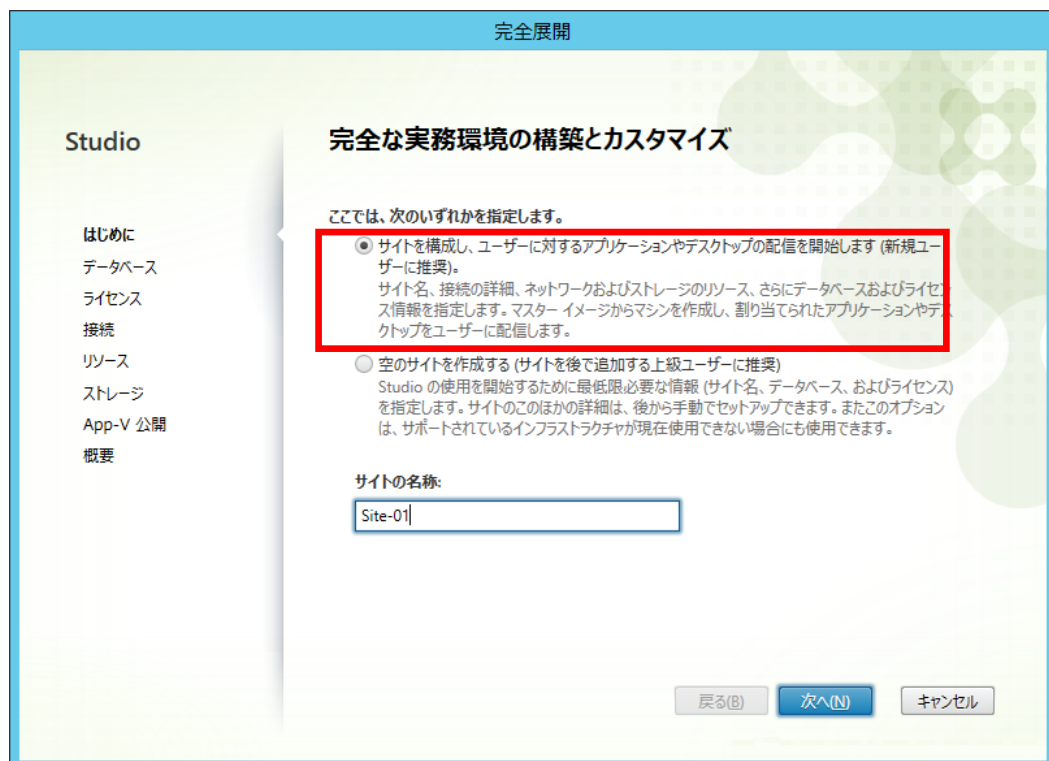 完全展開
Studio
完全な実務環境の構築とカスタマイズ
はじめに
データベース
ライセンス
接続
リソース
ストレージ
App-V 公開
概要
ここでは、次のいずれかを指定します。
サイトを構成し、ユーザーに対するアプリケーションやデスクトップの配信を開始します (新規ユー
ザーに推奨)。
サイト名、接続の詳細、ネットワークおよびストレージのリソース、さらにデータベースおよびライセン
ス情報を指定します。マスター イメージからマシンを作成し、割り当てられたアプリケーションやデス
クトップをユーザーに配信します。
空のサイトを作成する (サイトを後で追加する上級ユーザーに推奨)
Studio の使用を開始するために最低限必要な情報 (サイト名、データベース、およびライセンス)
を指定します。サイトのこのほかの詳細は、後から手動でセットアップできます。またこのオプション
は、サポートされているインフラストラクチャが現在使用できない場合にも使用できます。
サイトの名称:
Site-01
戻る(B)
次へ(N)
キャンセル